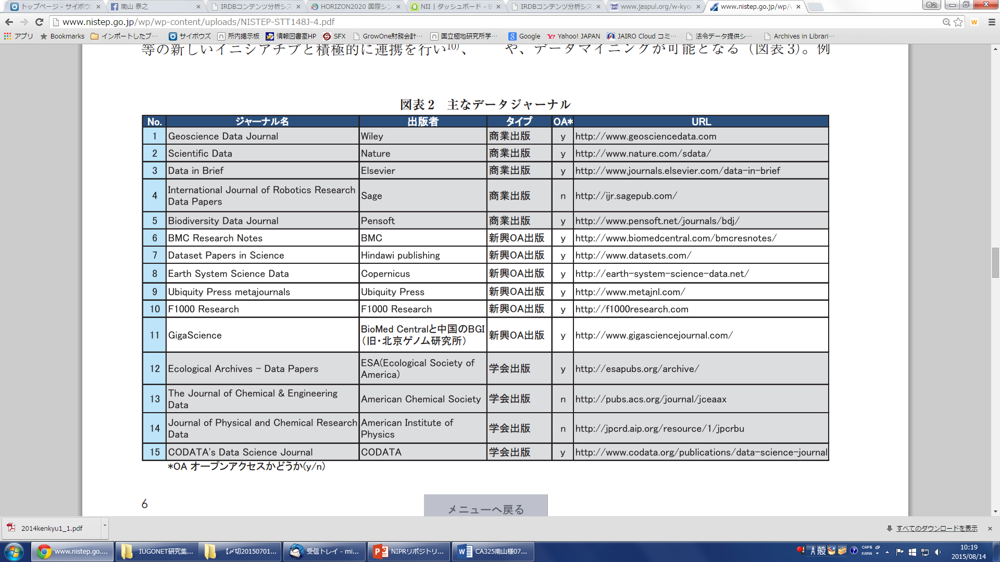 トップページ - サイボウズ
南山 泰之
IRDBコンテンツ分析シス
HORIZON2020 国際シン
NII | ダッシュボード - B
IRDBコンテンツ分析シス
www.jaspul.org/w-kyo
www.nistep.go.jp/wp/
泰之
www.nistep.go.jp/wp/wp-content/uploads/NISTEP-STT148J-4.pdf
アプリ Bookmarks インポートしたブ… サイボウズ 所内掲示板 情報図書室HP SFX GrowOne財務会計… 国立極地研究所学… Google Yahoo! JAPAN JAIRO Cloud コミ… 法令データ提供シ… Archives in Librari…
等の新しいイニシアチブと積極的に連携を行い10)、
や、データマイニングが可能となる（図表3）。例
図表2 主なデータジャーナル
No. ジャーナル名 出版者 タイプ OA* URL
1 Geoscience Data Journal Wiley 商業出版 y http://www.geosciencedata.com
2 Scientific Data Nature 商業出版 y http://www.nature.com/sdata/
3 Data in Brief Elsevier 商業出版 y http://www.journals.elsevier.com/data-in-brief
4 International Journal of Robotics Research
Data Papers Sage 商業出版 n http://ijr.sagepub.com/
5 Biodiversity Data Journal Pensoft 商業出版 y http://www.pensoft.net/journals/bdj/
6 BMC Research Notes BMC 新興OA出版 y http://www.biomedcentral.com/bmcresnotes/
7 Dataset Papers in Science Hindawi publishing 新興OA出版 y http://www.datasets.com/
8 Earth System Science Data Copernicus 新興OA出版 y http://earth-system-science-data.net/
9 Ubiquity Press metajournals Ubiquity Press 新興OA出版 y http://www.metajnl.com/
10 F1000 Research F1000 Research 新興OA出版 y http://f1000research.com
11 GigaScience BioMed Centralと中国のBGI
（旧・北京ゲノム研究所） 新興OA出版 y http://www.gigasciencejournal.com/
12 Ecological Archives - Data Papers ESA(Ecological Society of
America) 学会出版 y http://esapubs.org/archive/
13 The Journal of Chemical & Engineering
Data American Chemical Society 学会出版 n http://pubs.acs.org/journal/jceaax
14 Journal of Physical and Chemical Research
Data American Institute of
Physics 学会出版 n http://jpcrd.aip.org/resource/1/jpcrbu
15 CODATA's Data Science Journal CODATA 学会出版 y http://www.codata.org/publications/data-science-journal
*OA オープンアクセスかどうか(y/n)
6
メニューへ戻る
2014kenkyu1_1.pdf
すべてのダウンロードを表示
www.nistep.go....
IUGONET研究集...
【〆切20150701...
受信トレイ - mi...
NIPRリポジトリ...
CA325南山様07...
A 般
CAPS
KANA
10:19
2015/08/14